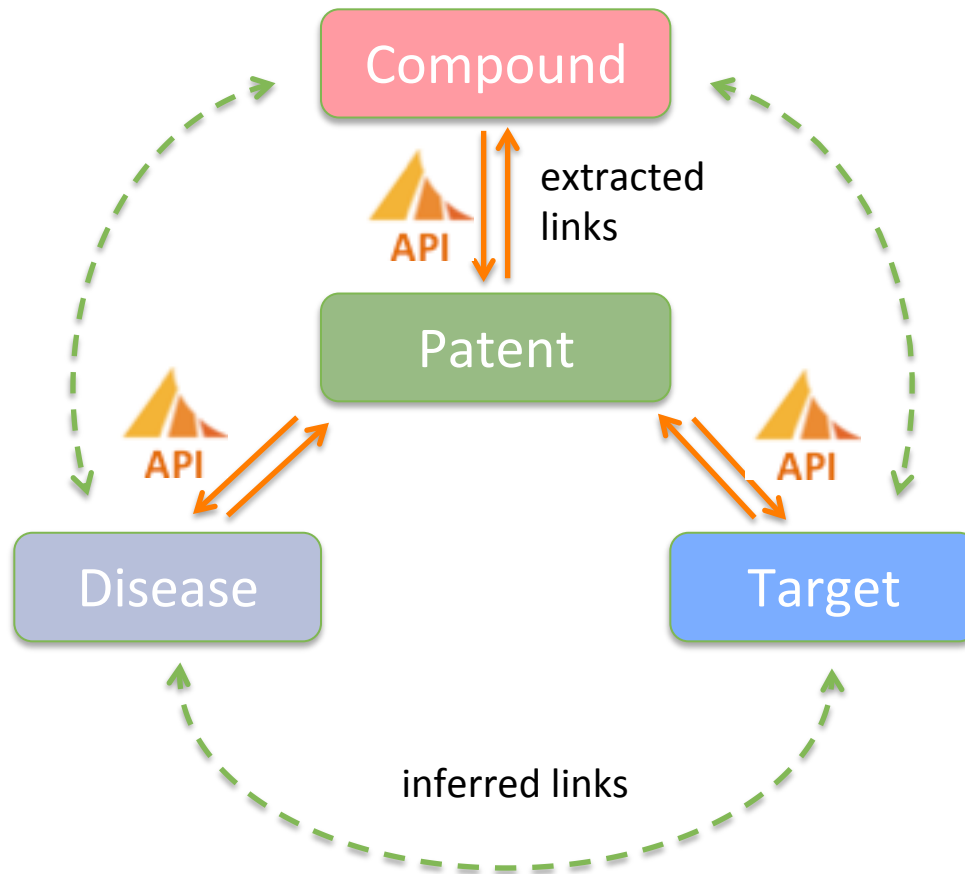 Compound
extracted
links
API
Patent
API
API
Disease
Target
inferred links